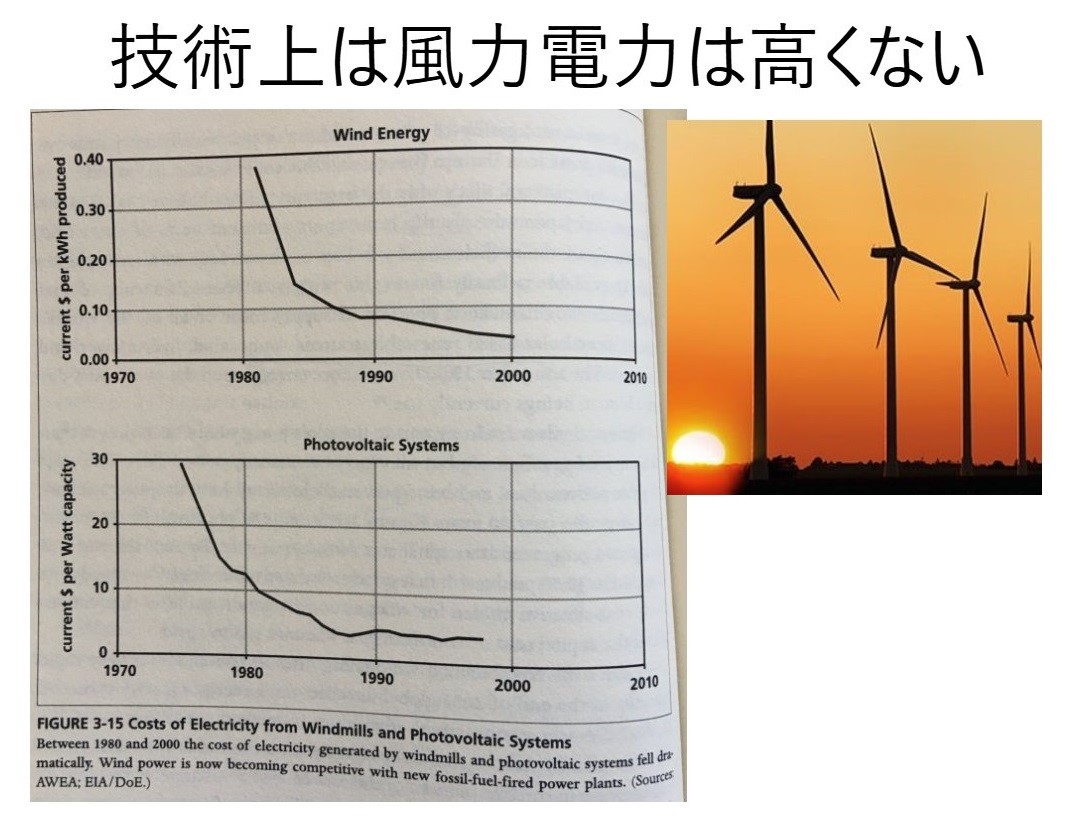 技術上は風力電力は高くない
Wind Energy
current $ per kWh produced
0.40
0.30
0.20
0.10
0.00
1970 1980 1990 2000 2010
Photovoltaic Systems
current $ per Watt capacity
30
20
10
0
1970 1980 1990 2000 2010
FIGURE 3-15 Costs of Electricity from Windmills and Photovoltaic Systems
Between 1980 and 2000 the cost of electricity generated by windmills and photovoltaic systems fell dra-
matically. Wind power is now becoming competitive with new fossil-fuel-fired power plants. (Sources
AWEA; EIA/DoE.)